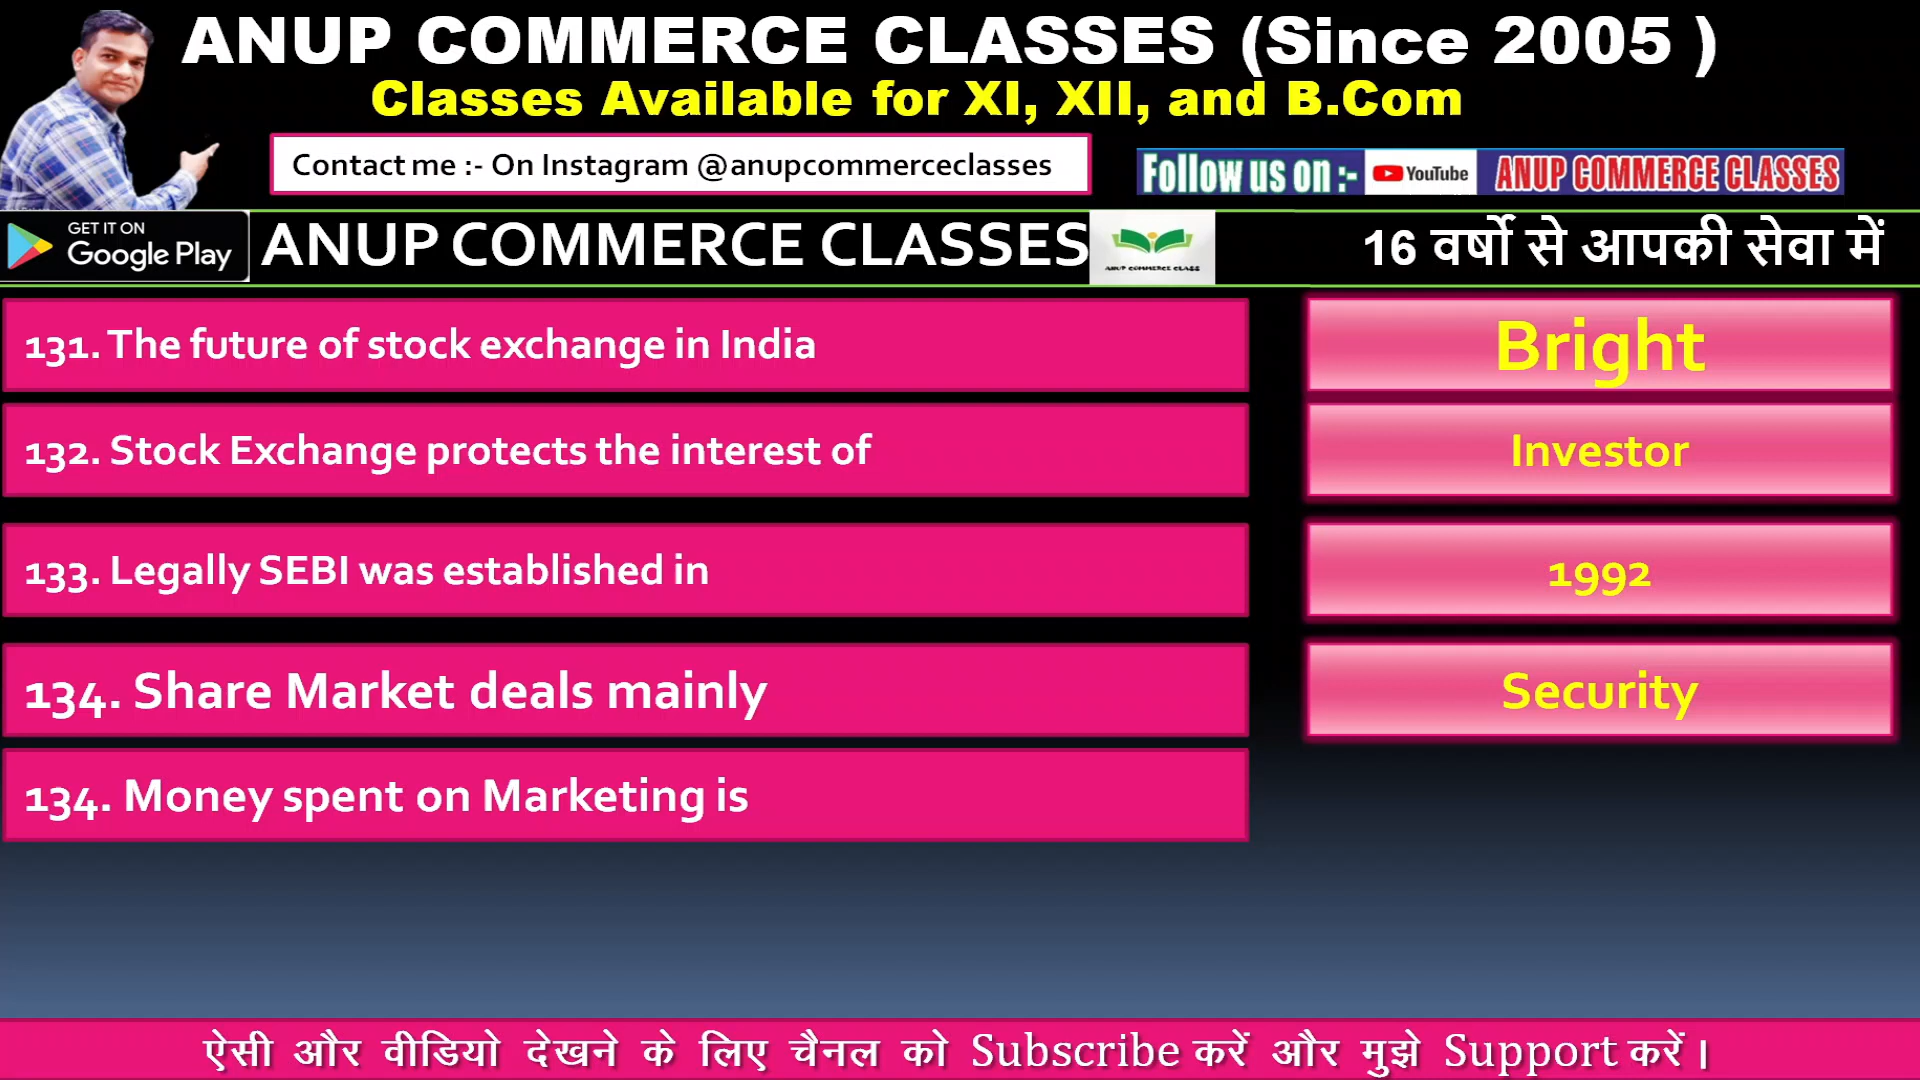 ANUP COMMERCE CLASSES (Since 2005 )
Classes Available for XI, XII, and B.Com
Contact me :- On Instagram @anupcommerceclasses
Follow us on :- YouTube ANUP COMMERCE CLASSES
GET IT ON
Google Play
ANUP COMMERCE CLASSES
ANUP COMMERCE CLASS
16 वर्षो से आपकी सेवा में
131. The future of stock exchange in India
Bright
132. Stock Exchange protects the interest of
Investor
133. Legally SEBI was established in
1992
134. Share Market deals mainly
Security
134. Money spent on Marketing is
ऐसी और वीडियो देखने के लिए चैनल को Subscribe करें और मुझे Support करें।